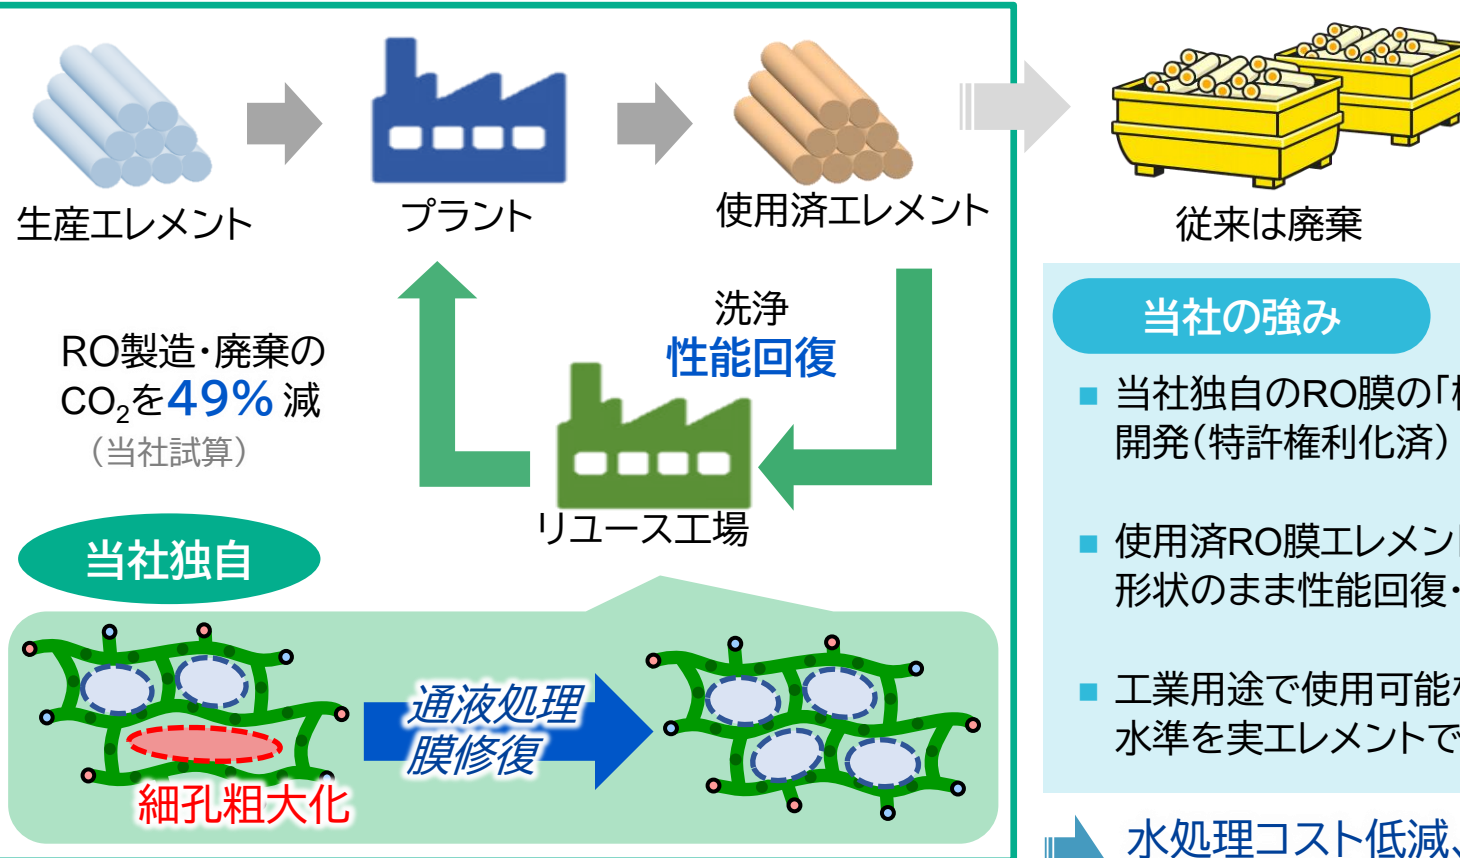 生産エレメント
プラント
使用済エレメント
従来は廃棄
RO製造・廃棄の
CO₂を49% 減
（当社試算）
洗浄
性能回復
リユース工場
当社独自
細孔粗大化
通液処理
膜修復
当社の強み
■ 当社独自のRO膜の「
開発（特許権利化済）
■ 使用済RO膜エレメン
形状のまま性能回復・
■ 工業用途で使用可能
水準を実エレメントで
水処理コスト低減、